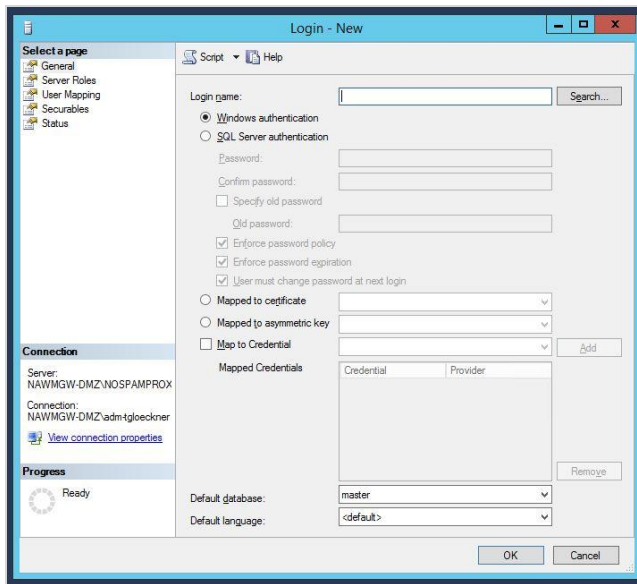 Login - New
Select a page
General
Server Roles
User Mapping
Securables
Status
Script
Help
Login name:
Search...
Windows authentication
SQL Server authentication
Password:
Confirm password:
Specify old password
Old password:
Enforce password policy
Enforce password expiration
User must change password at next login
Mapped to certificate
Mapped to asymmetric key
Map to Credential
Add
Mapped Credentials
Credential Provider
Remove
Default database: master
Default language: <default>
Connection
Server:
NAWMGW-DMZ\NOSPAMPROX
Connection:
NAWMGW-DMZ\adm-tgloeckner
View connection properties
Progress
Ready
OK Cancel